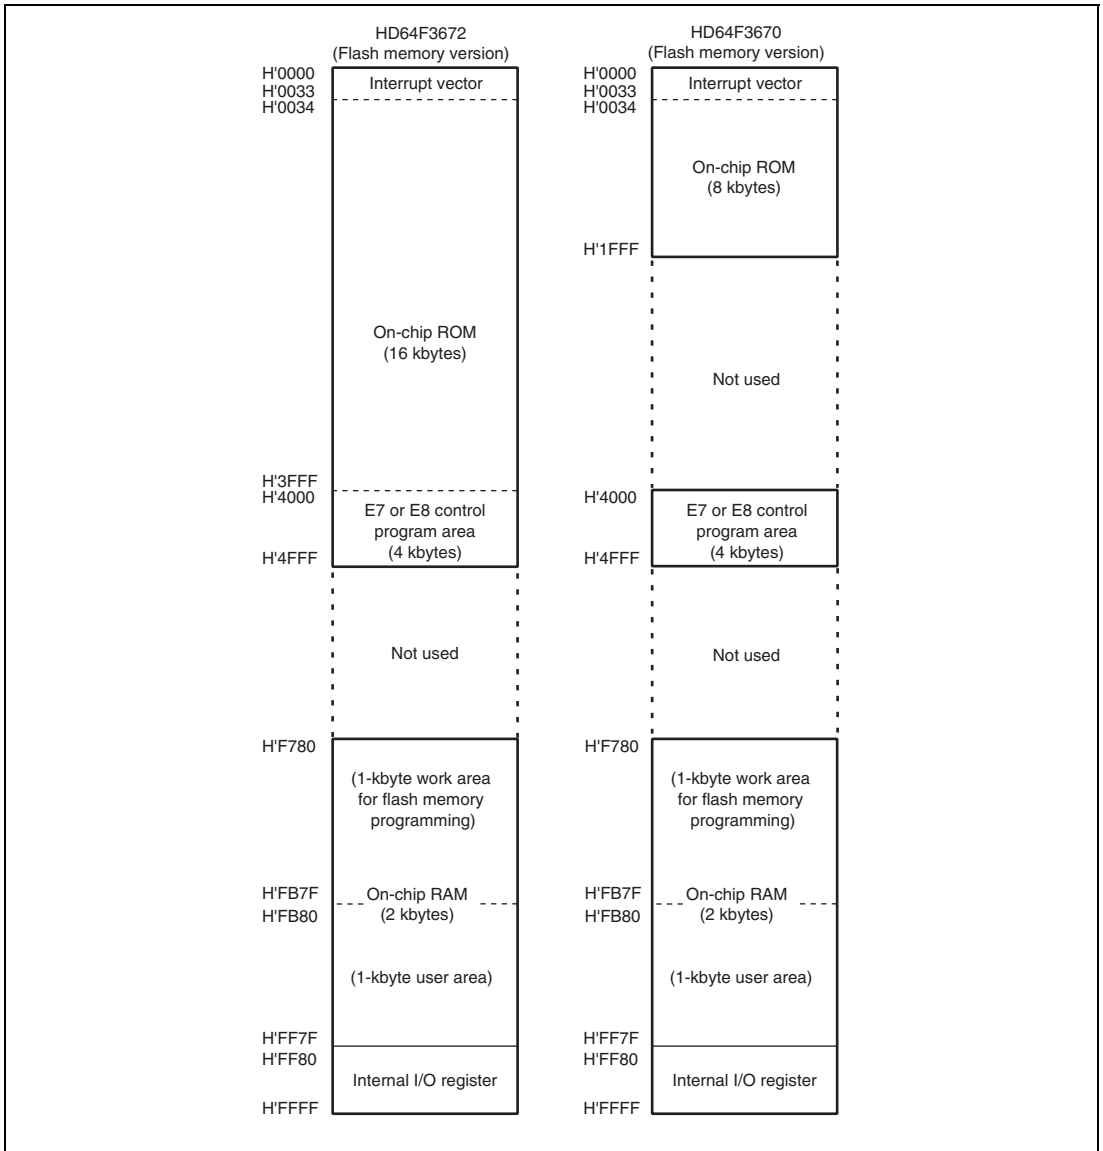 HD64F3672
(Flash memory version)
H'0000
Interrupt vector
H'0033
H'0034
On-chip ROM
(16 kbytes)
H'3FFF
H'4000
E7 or E8 control
program area
(4 kbytes)
H'4FFF
Not used
H'F780
(1-kbyte work area
for flash memory
programming)
H'FB7F
On-chip RAM
(2 kbytes)
H'FB80
(1-kbyte user area)
H'FF7F
H'FF80
Internal I/O register
H'FFFF
HD64F3670
(Flash memory version)
H'0000
Interrupt vector
H'0033
H'0034
On-chip ROM
(8 kbytes)
H'1FFF
Not used
H'4000
E7 or E8 control
program area
(4 kbytes)
H'4FFF
Not used
H'F780
(1-kbyte work area
for flash memory
programming)
H'FB7F
On-chip RAM
(2 kbytes)
H'FB80
(1-kbyte user area)
H'FF7F
H'FF80
Internal I/O register
H'FFFF